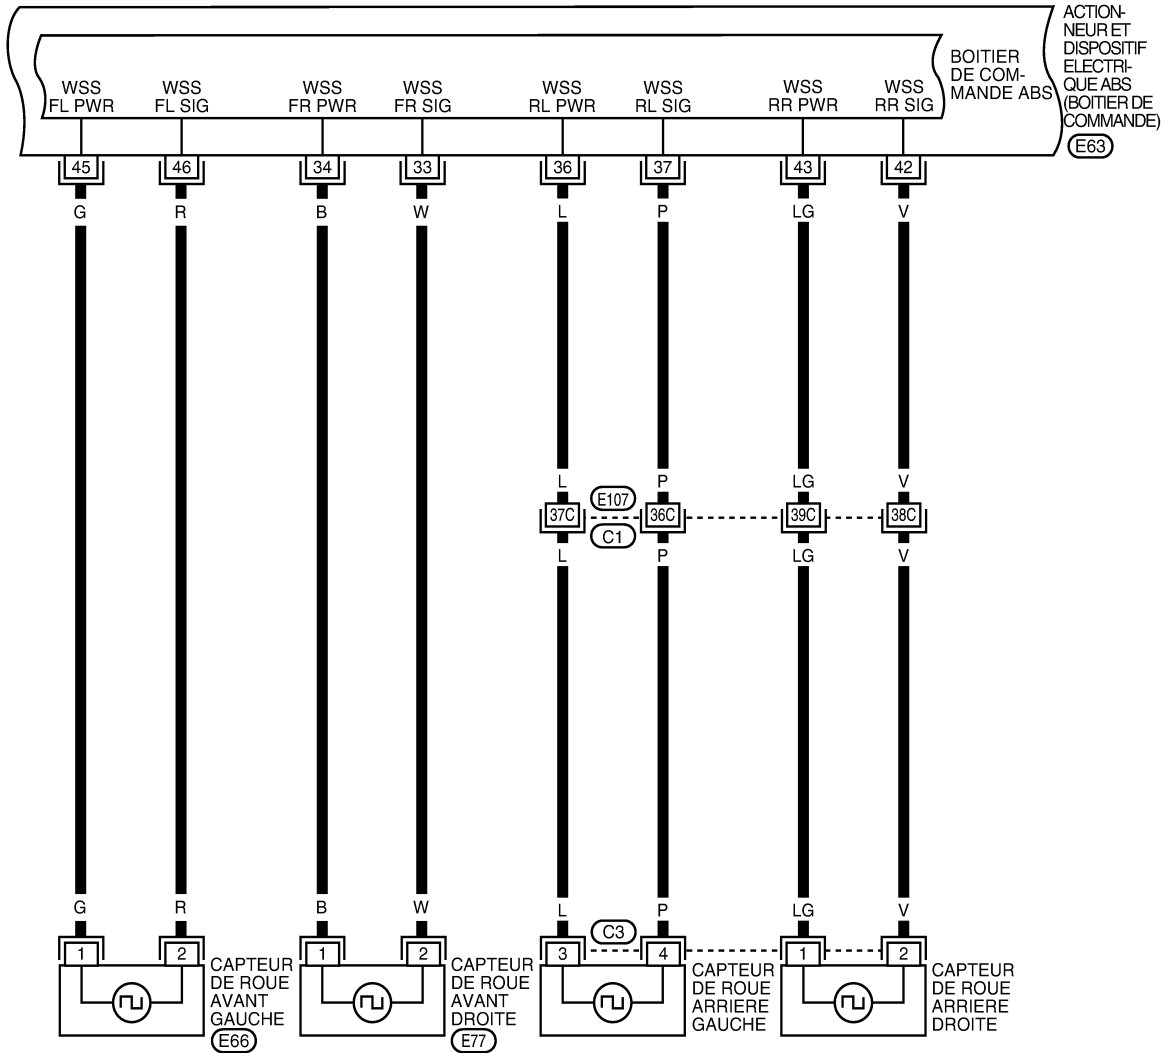 ACTION-
NEUR ET
DISPOSITIF
ELECTRI-
QUE ABS
(BOITIER DE
COMMANDE)
E63
BOITIER
DE COM-
MANDE ABS
WSS
FL PWR
WSS
FL SIG
WSS
FR PWR
WSS
FR SIG
WSS
RL PWR
WSS
RL SIG
WSS
RR PWR
WSS
RR SIG
45 46 34 33 36 37 43 42
G R B W L P LG V
L P LG V
E107
37C 36C 39C 38C
C1
L P LG V
G R B W L P LG V
C3
1 2 1 2 3 4 1 2
CAPTEUR
DE ROUE
AVANT
GAUCHE
E66
CAPTEUR
DE ROUE
AVANT
DROITE
E77
CAPTEUR
DE ROUE
ARRIERE
GAUCHE
CAPTEUR
DE ROUE
ARRIERE
DROITE